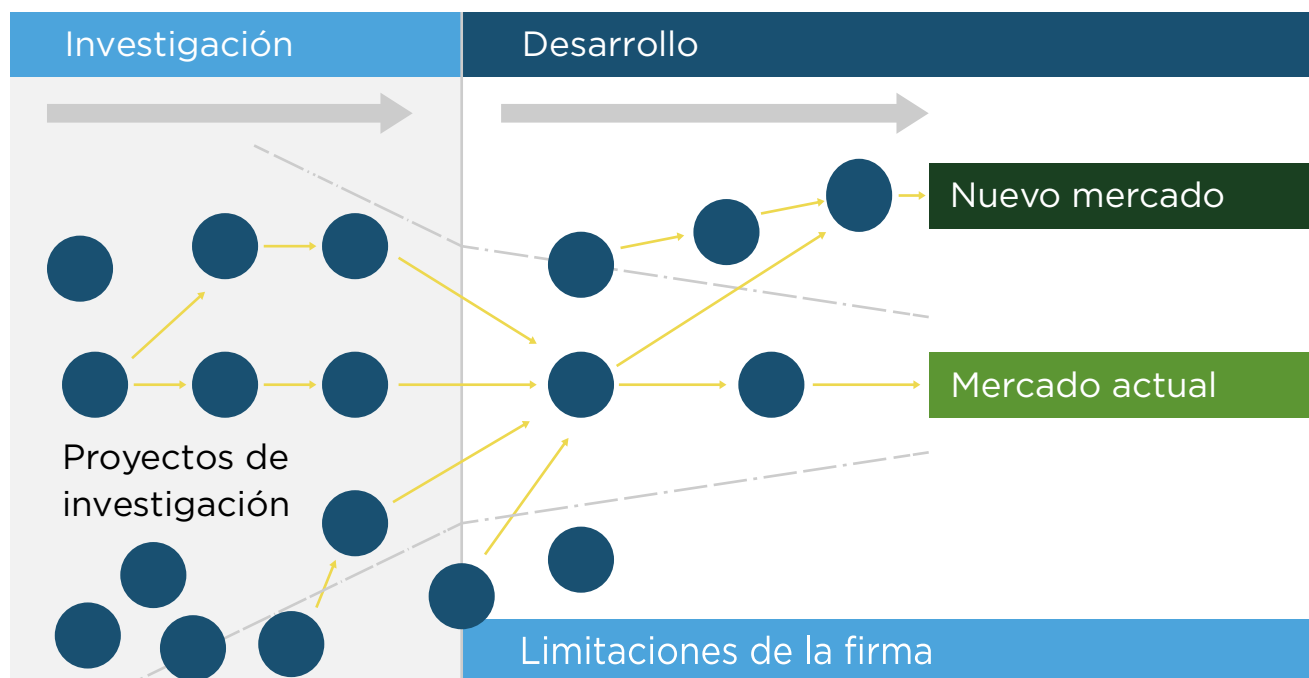 Investigación
Desarrollo
Nuevo mercado
Mercado actual
Proyectos de
investigación
Limitaciones de la firma